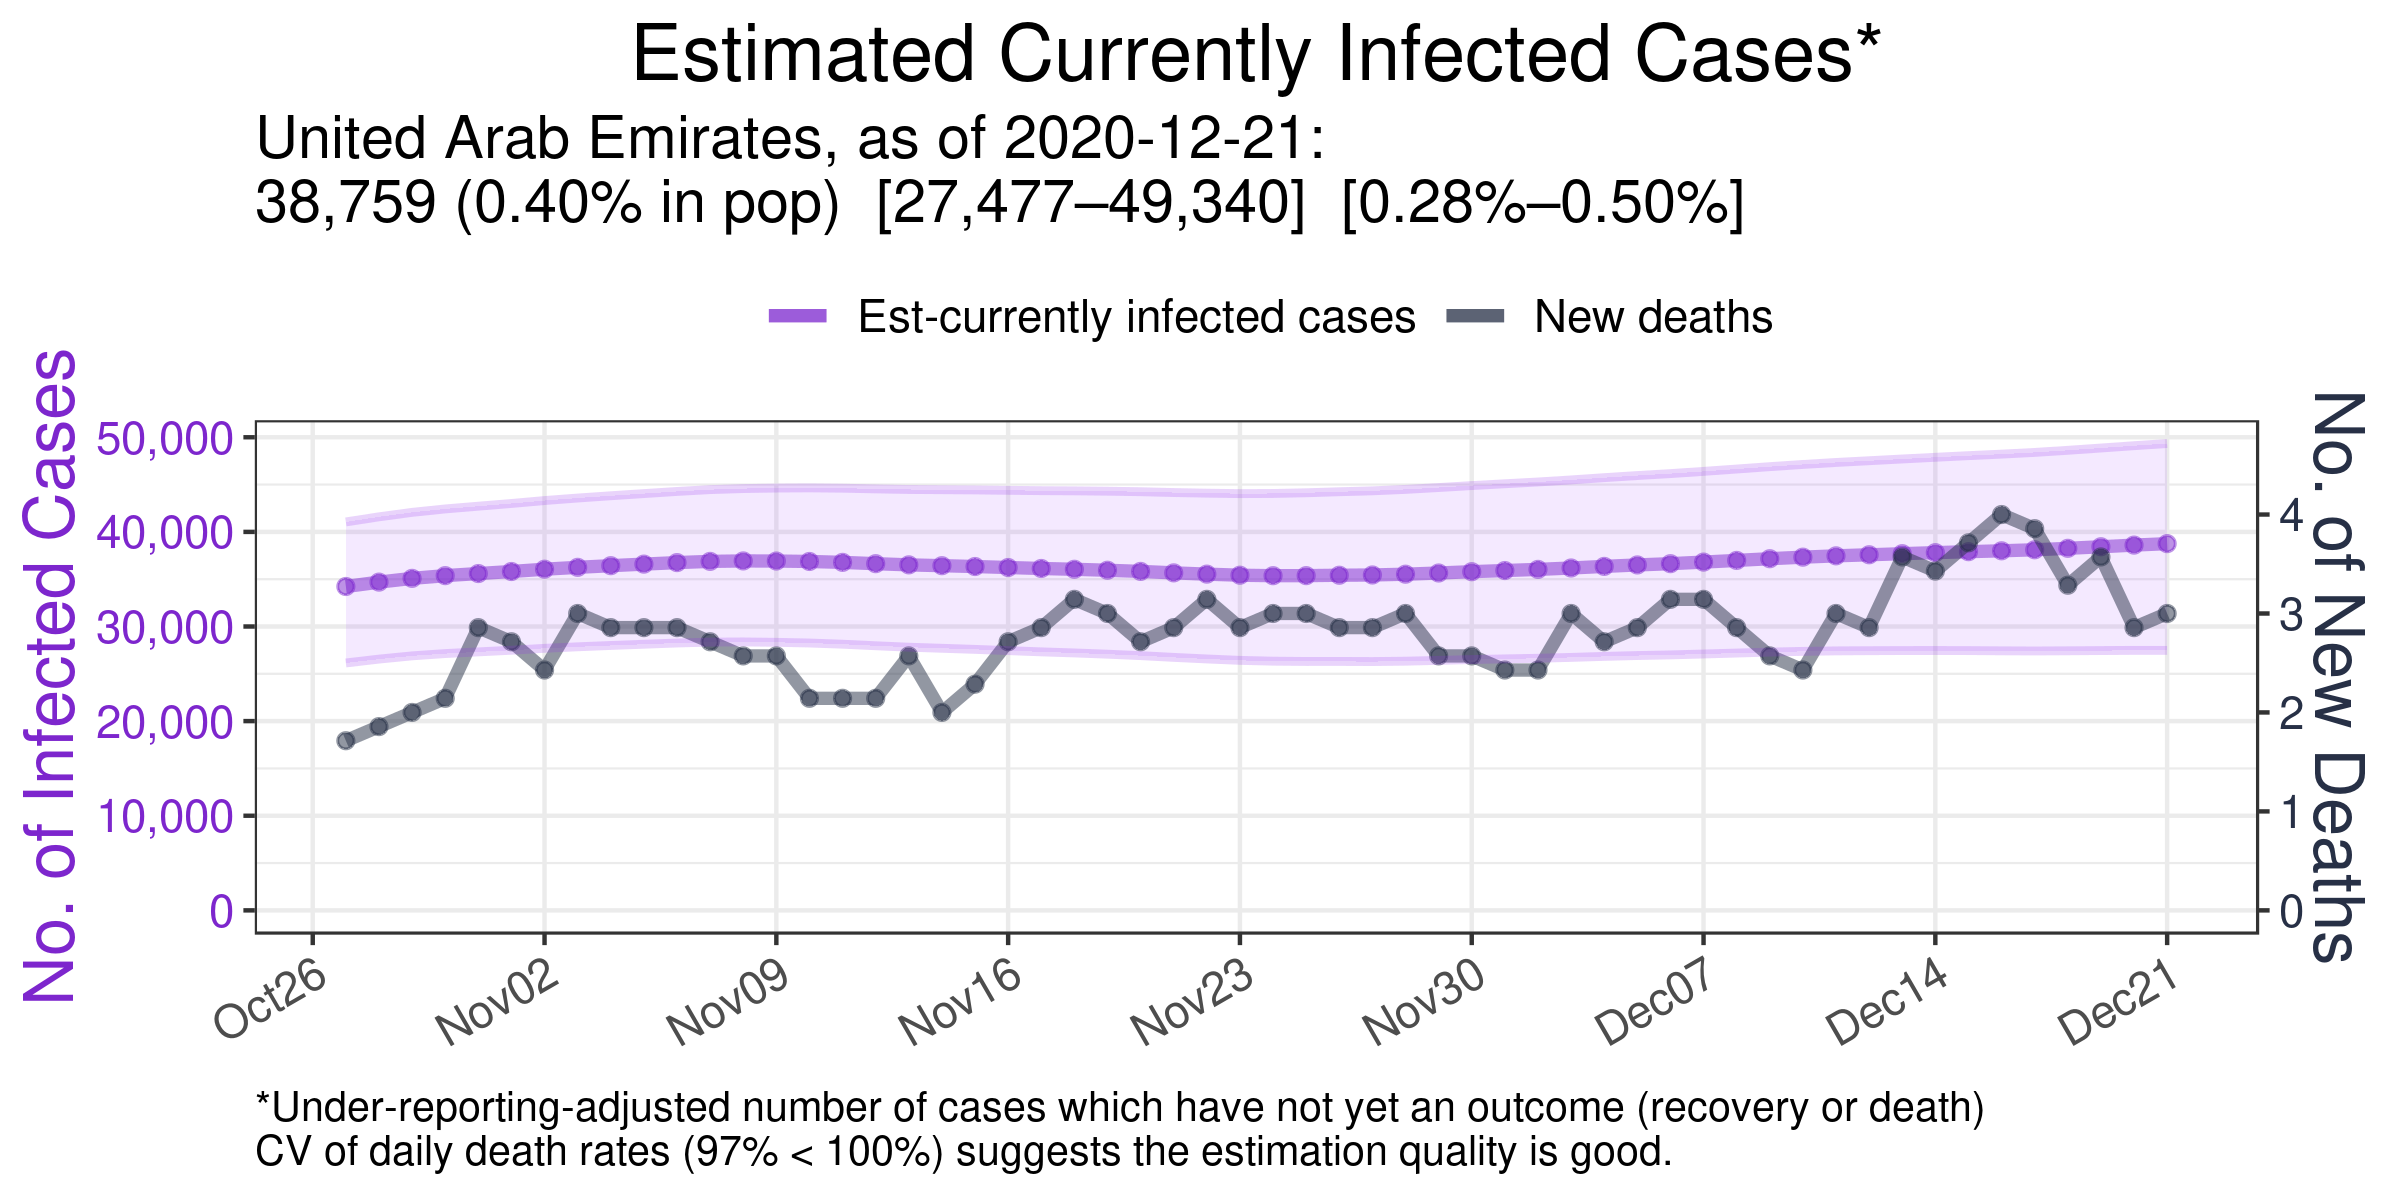 Estimated Currently Infected Cases*
United Arab Emirates, as of 2020-12-21:
38,759 (0.40% in pop)  [27,477–49,340]  [0.28%–0.50%]
Est-currently infected cases
New deaths
No. of Infected Cases
50,000
40,000
30,000
20,000
10,000
0
No. of New Deaths
4
3
2
1
0
Oct26
Nov02
Nov09
Nov16
Nov23
Nov30
Dec07
Dec14
Dec21
*Under-reporting-adjusted number of cases which have not yet an outcome (recovery or death)
CV of daily death rates (97% < 100%) suggests the estimation quality is good.